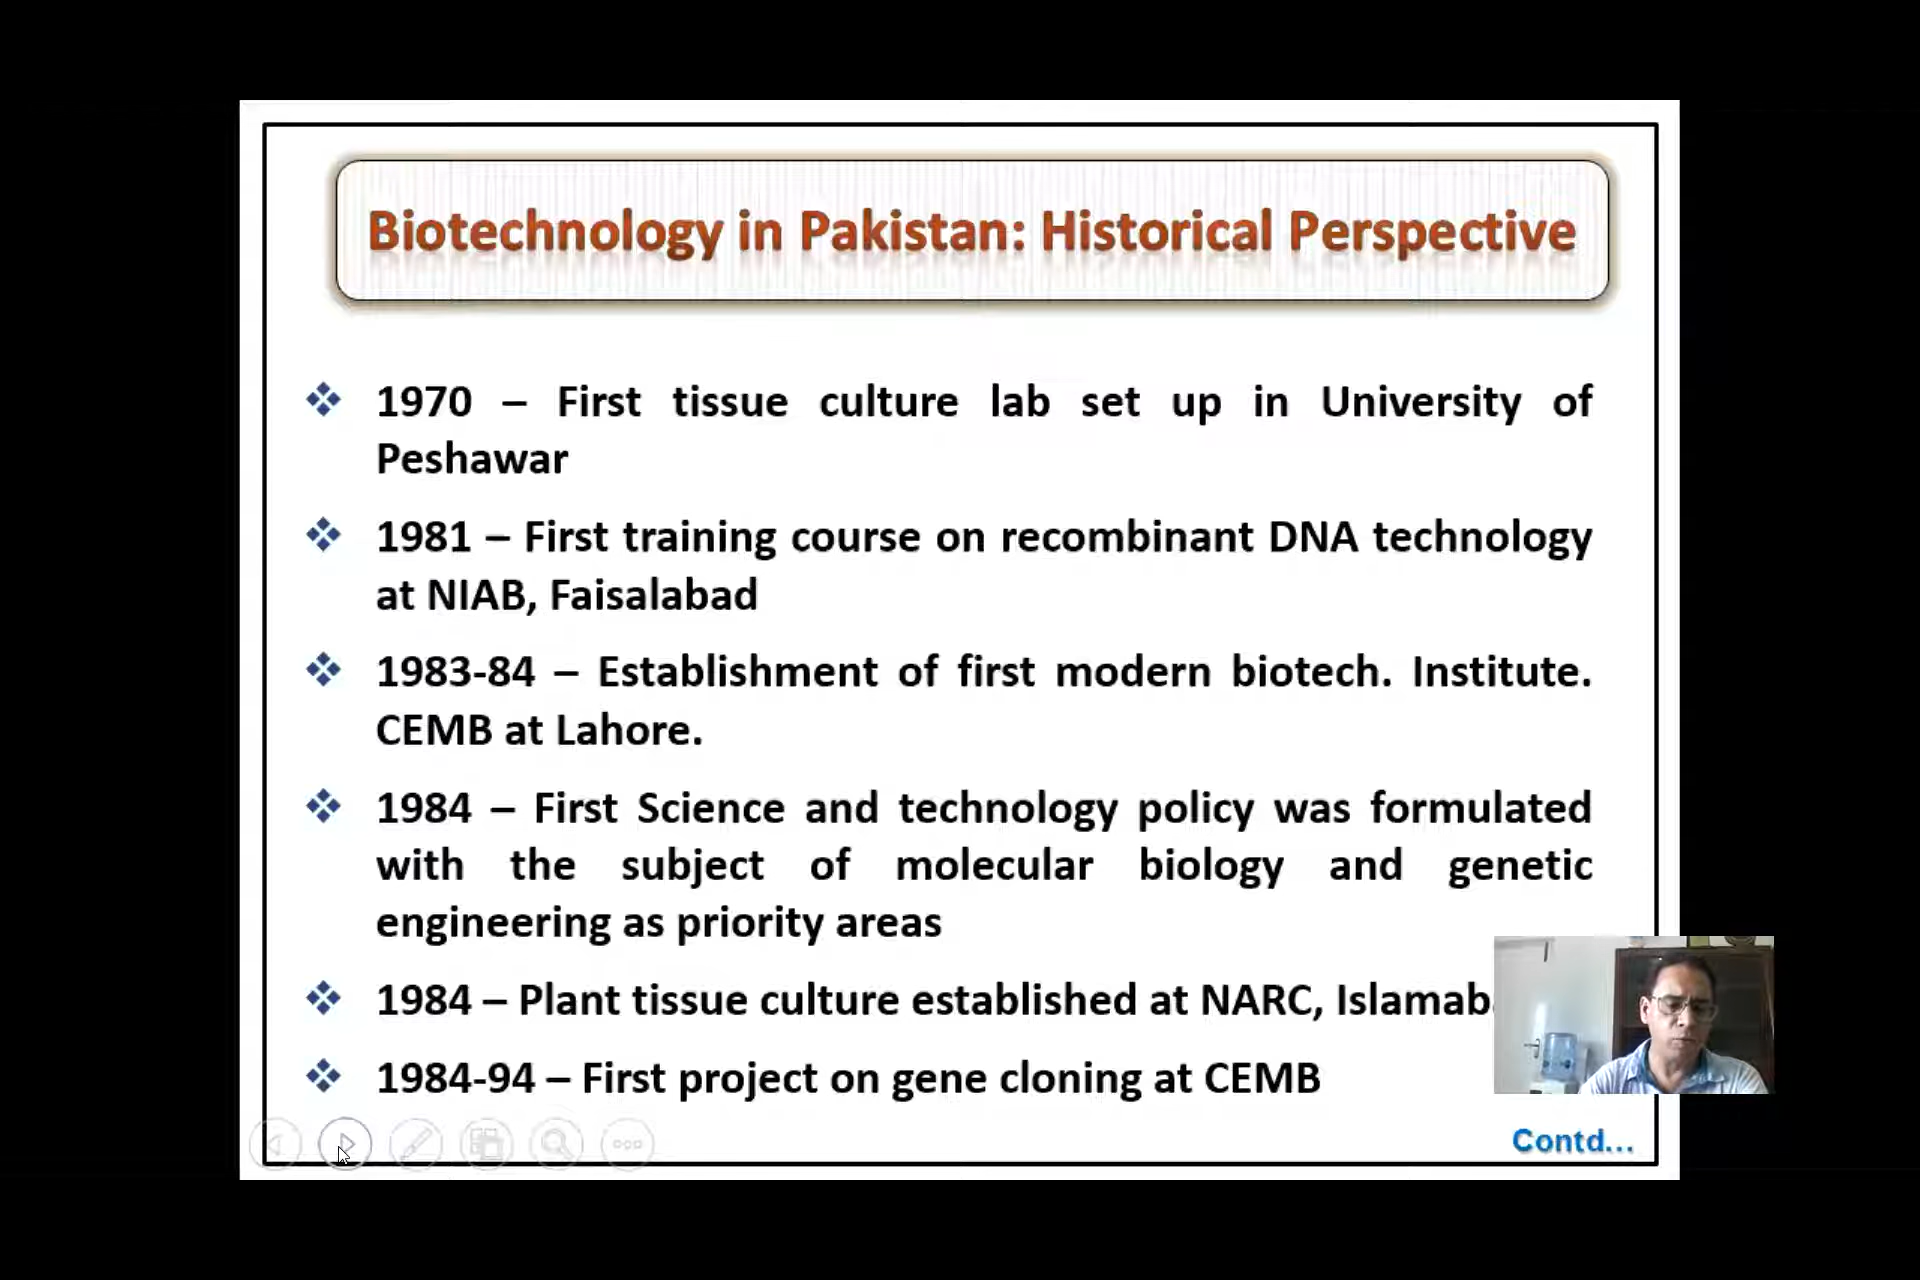 Biotechnology in Pakistan: Historical Perspective
1970 – First tissue culture lab set up in University of
Peshawar
1981 – First training course on recombinant DNA technology
at NIAB, Faisalabad
1983-84 – Establishment of first modern biotech. Institute.
CEMB at Lahore.
1984 – First Science and technology policy was formulated
with the subject of molecular biology and genetic
engineering as priority areas
1984 – Plant tissue culture established at NARC,
1984-94 – First project on gene cloning at CEMB
Contd...